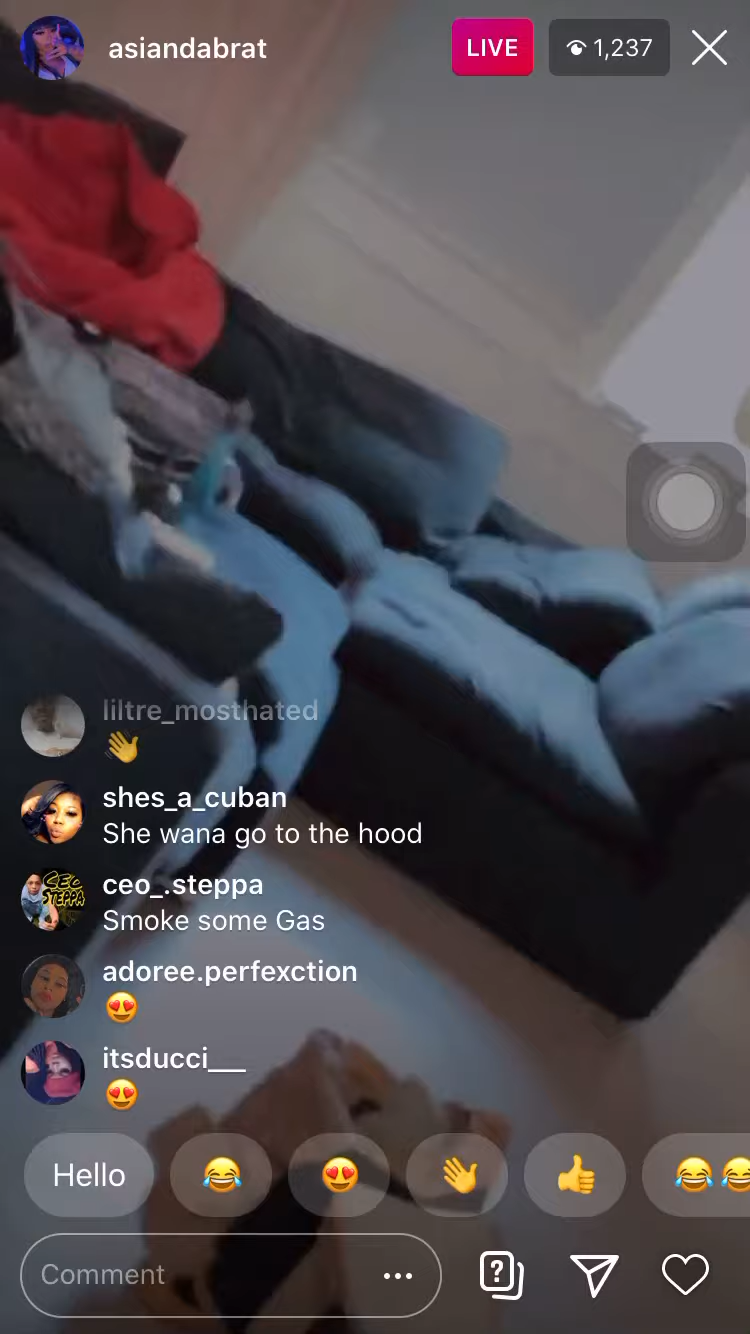 asiandabrat
LIVE
1,237
liltre_mosthated
👋
shes_a_cuban
She wana go to the hood
ceo_.steppa
Smoke some Gas
adoree.perfexction
😍
itsducci___
😍
Hello 😂 😍 👋 👍 😂😂
Comment